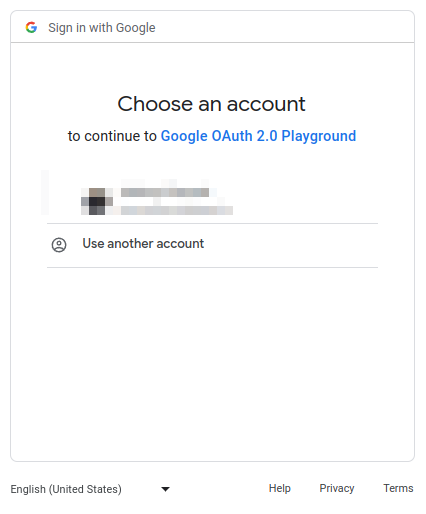 Sign in with Google
Choose an account
to continue to Google OAuth 2.0 Playground
Use another account
English (United States)
Help Privacy Terms